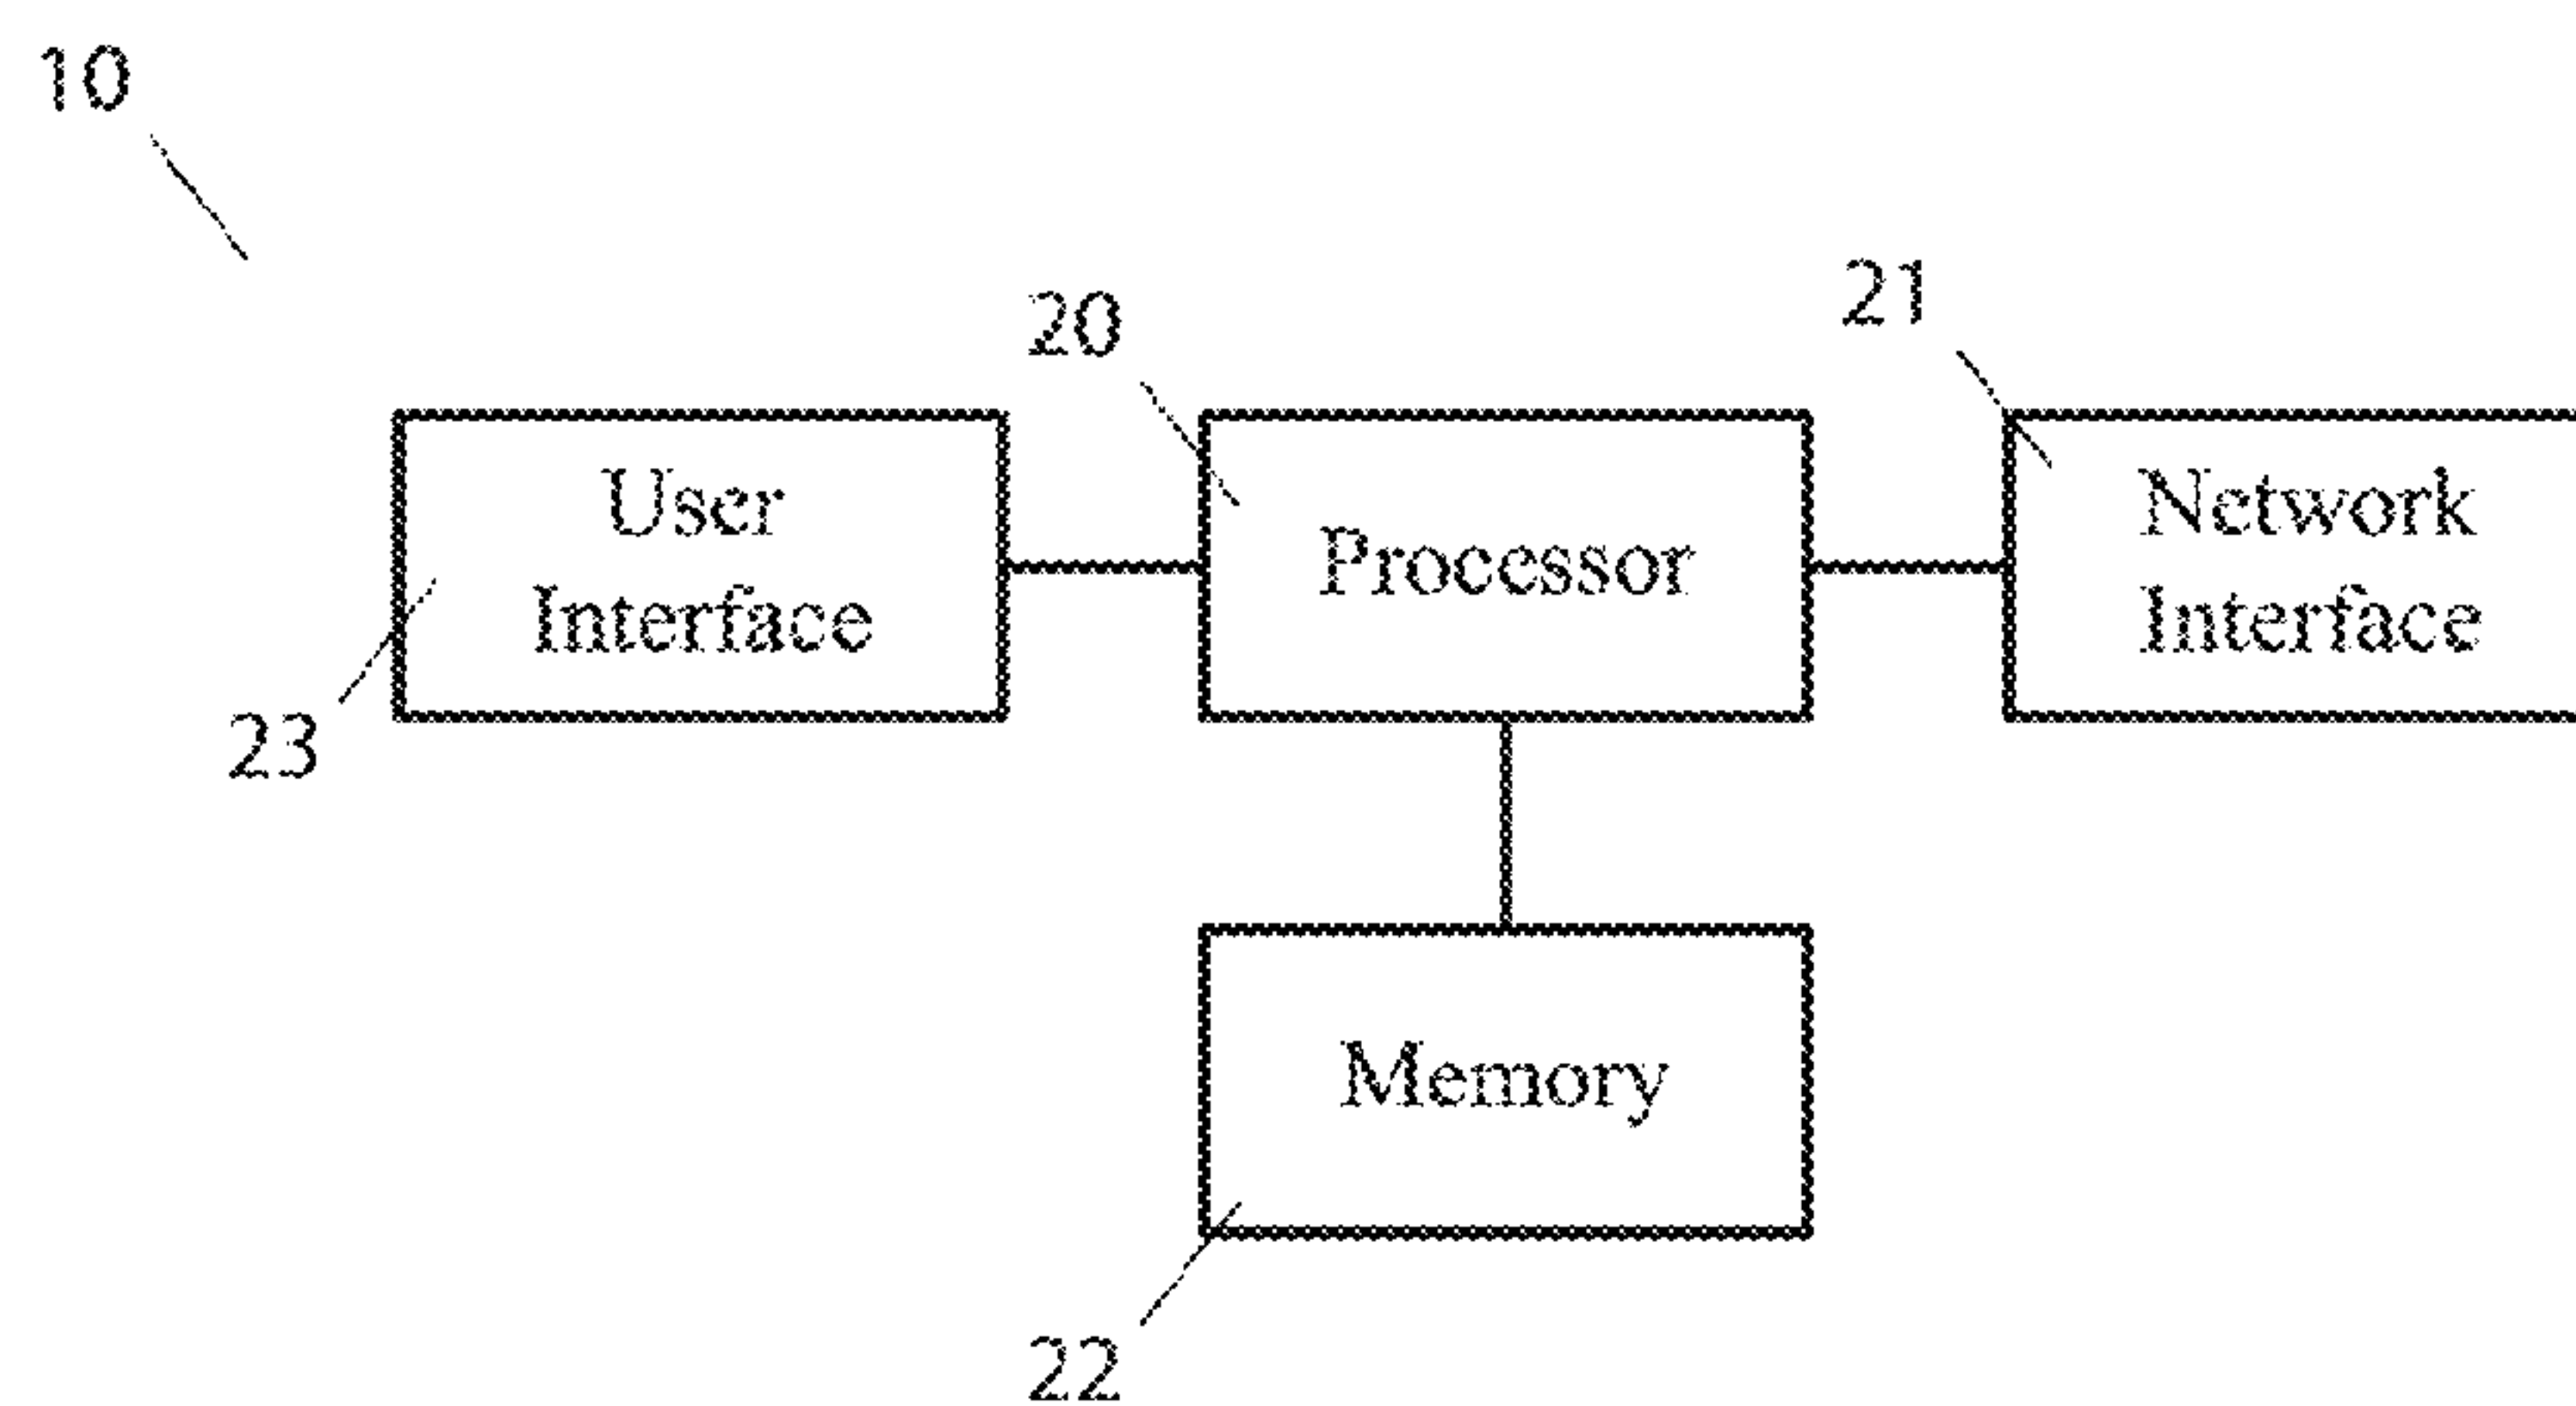 10
20
21
User
Interface
Processor
Network
Interface
23
Memory
22